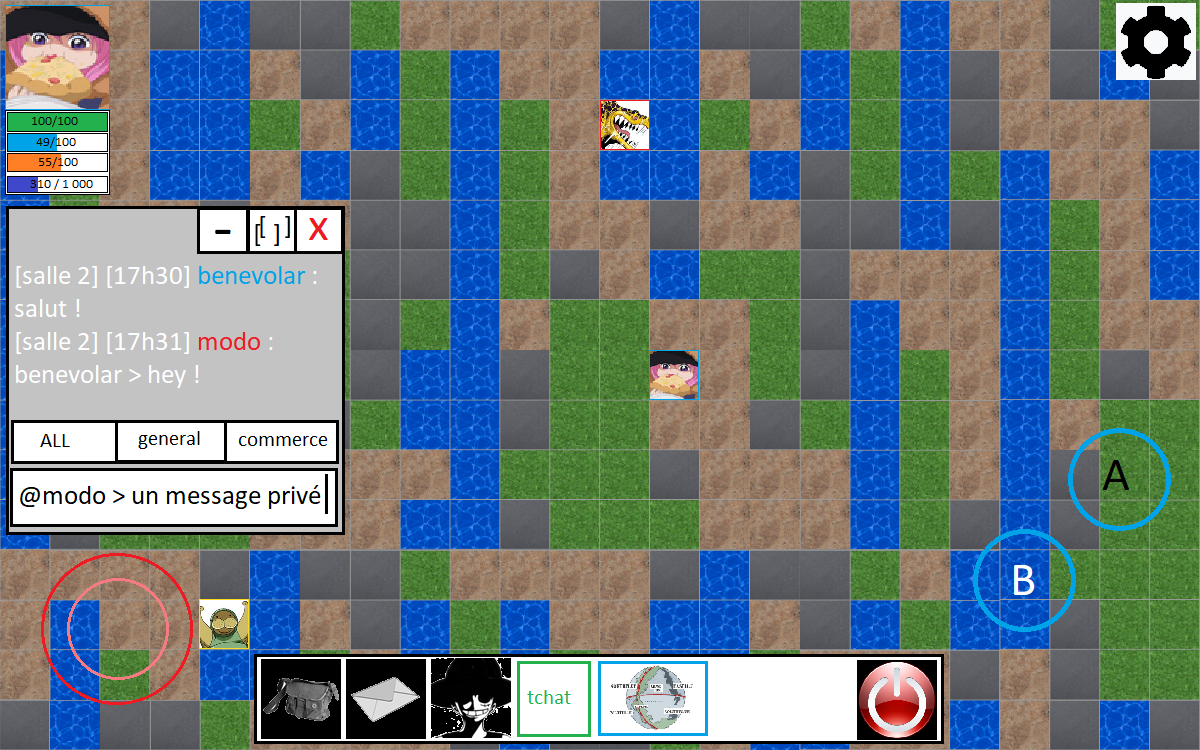 100/100
49/100
55/100
310 / 1 000
- [[ ]] X
[salle 2] [17h30] benevolar :
salut !
[salle 2] [17h31] modo :
benevolar > hey !
ALL general commerce
@modo > un message privé
A
B
tchat